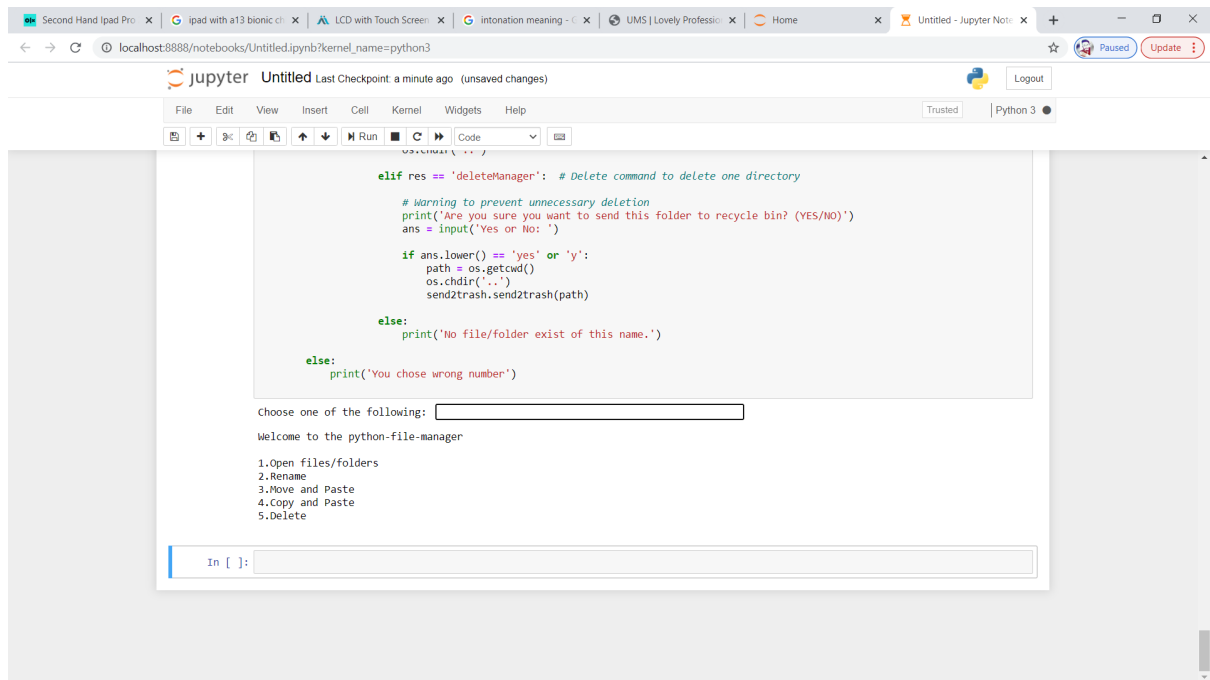 Second Hand Ipad Pro
ipad with a13 bionic ch
LCD with Touch Screen
intonation meaning - G
UMS | Lovely Professio
Home
Untitled - Jupyter Note
localhost:8888/notebooks/Untitled.ipynb?kernel_name=python3
Paused
Update
jupyter Untitled Last Checkpoint: a minute ago (unsaved changes)
Logout
File Edit View Insert Cell Kernel Widgets Help
Trusted
Python 3
Run
Code
os.chdir('..')
elif res == 'deleteManager': # Delete command to delete one directory
# Warning to prevent unnecessary deletion
print('Are you sure you want to send this folder to recycle bin? (YES/NO)')
ans = input('Yes or No: ')
if ans.lower() == 'yes' or 'y':
path = os.getcwd()
os.chdir('..')
send2trash.send2trash(path)
else:
print('No file/folder exist of this name.')
else:
print('You chose wrong number')
Choose one of the following:
Welcome to the python-file-manager
1.Open files/folders
2.Rename
3.Move and Paste
4.Copy and Paste
5.Delete
In [ ]: